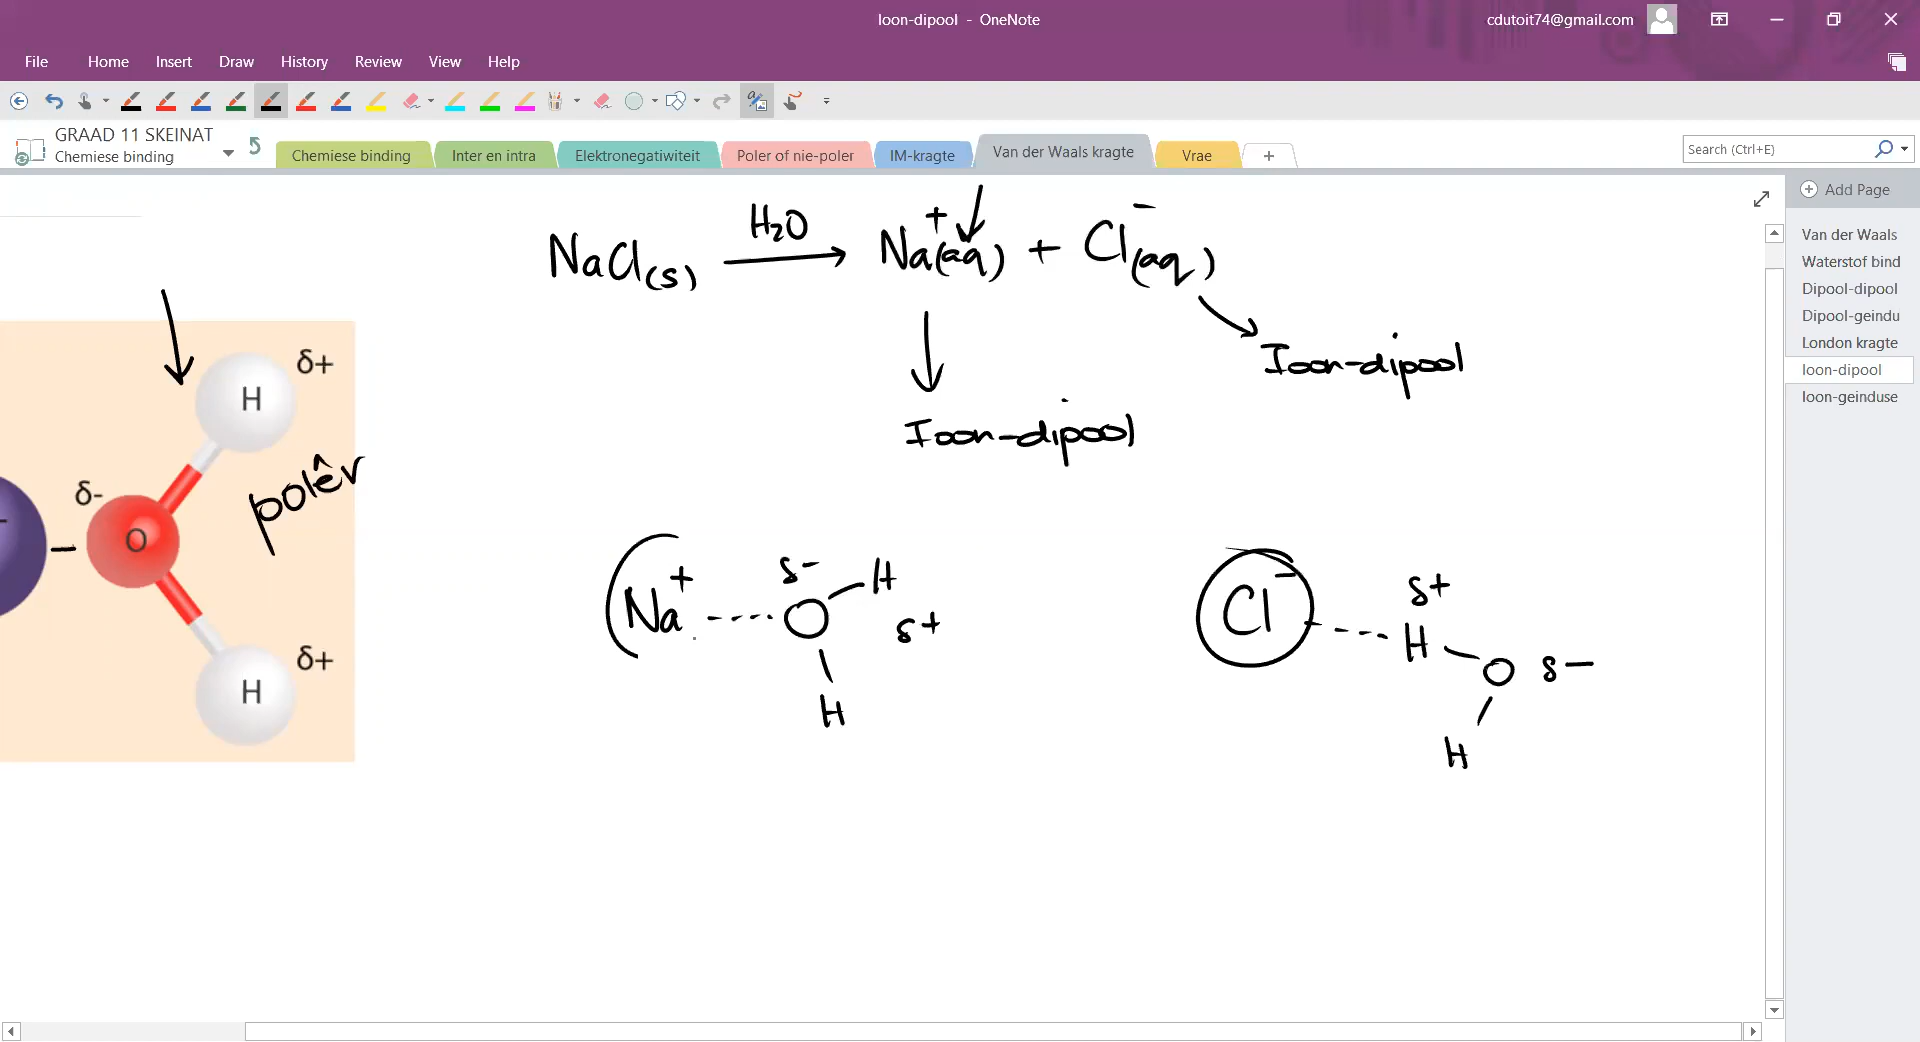 Ioon-dipool - OneNote
cdutoit74@gmail.com
File Home Insert Draw History Review View Help
GRAAD 11 SKEINAT
Chemiese binding
Chemiese binding Inter en intra Elektronegatiwiteit Poler of nie-poler IM-kragte Van der Waals kragte Vrae +
Search (Ctrl+E)
Add Page
Van der Waals
Waterstof bind
Dipool-dipool
Dipool-geindu
London kragte
Ioon-dipool
Ioon-geinduse
NaCl(s) H₂O → Na⁺(aq) + Cl⁻(aq)
Ioon-dipool
Ioon-dipool
H δ+
δ-
O
polêr
H δ+
Na⁺ ---- O δ- H
δ+
H
Cl⁻ ---- H δ+
O δ-
H